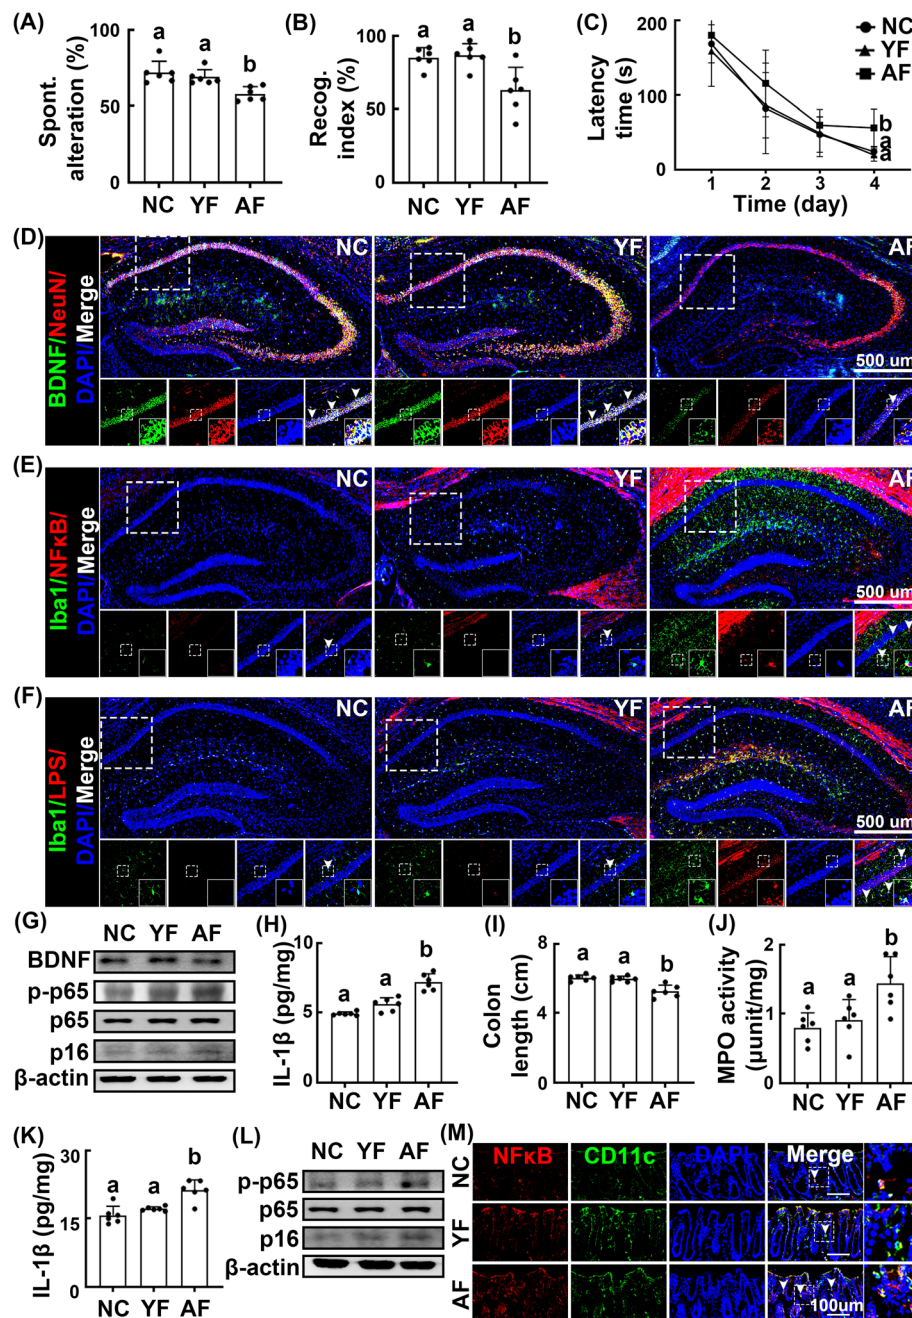 (A)
Spont.
alteration (%)
100
50
0
a
a
b
NC YF AF
(B)
Recog.
index (%)
100
50
0
a
a
b
NC YF AF
(C)
Latency
time (s)
200
100
0
NC
YF
AF
b
a
a
1 2 3 4
Time (day)
(D)
BDNF/NeuN/
DAPI/Merge
NC
YF
AF
500 um
(E)
Iba1/NFκB/
DAPI/Merge
NC
YF
AF
500 um
(F)
Iba1/LPS/
DAPI/Merge
NC
YF
AF
500 um
(G)
NC YF AF
BDNF
p-p65
p65
p16
β-actin
(H)
IL-1β (pg/mg)
10
5
0
a
a
b
NC YF AF
(I)
Colon
length (cm)
8
4
0
a
a
b
NC YF AF
(J)
MPO activity
(µunit/mg)
2
1
0
a
a
b
NC YF AF
(K)
IL-1β (pg/mg)
30
15
0
a
a
b
NC YF AF
(L)
NC YF AF
p-p65
p65
p16
β-actin
(M)
NFκB CD11c DAPI Merge
NC
YF
AF
100um